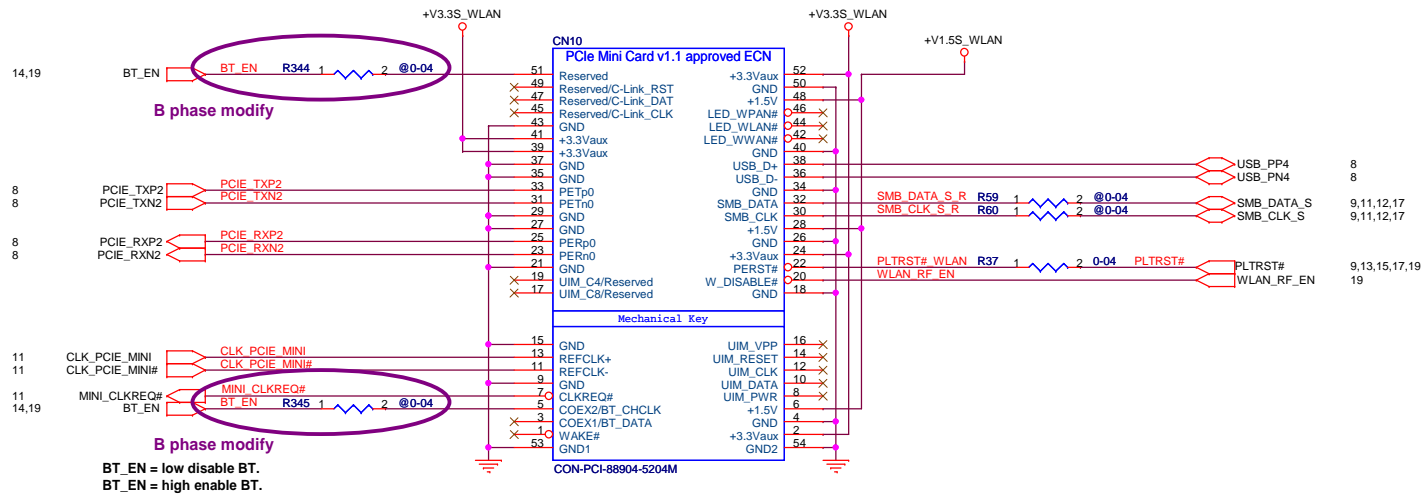 +V3.3S_WLAN +V3.3S_WLAN
+V1.5S_WLAN
CN10
PCIe Mini Card v1.1 approved ECN
14,19 BT_EN BT_EN R344 1 2 @0-04 51 Reserved +3.3Vaux 52
49 Reserved/C-Link_RST GND 50
B phase modify 47 Reserved/C-Link_DAT +1.5V 48
45 Reserved/C-Link_CLK LED_WPAN# 46
43 GND LED_WLAN# 44
41 +3.3Vaux LED_WWAN# 42
39 +3.3Vaux GND 40
37 GND USB_D+ 38 USB_PP4 8
35 GND USB_D- 36 USB_PN4 8
8 PCIE_TXP2 PCIE_TXP2 33 PETp0 GND 34
8 PCIE_TXN2 PCIE_TXN2 31 PETn0 SMB_DATA 32 SMB_DATA_S_R R59 1 2 @0-04 SMB_DATA_S 9,11,12,17
29 GND SMB_CLK 30 SMB_CLK_S_R R60 1 2 @0-04 SMB_CLK_S 9,11,12,17
27 GND +1.5V 28
8 PCIE_RXP2 PCIE_RXP2 25 PERp0 GND 26
8 PCIE_RXN2 PCIE_RXN2 23 PERn0 +3.3Vaux 24
21 GND PERST# 22 PLTRST#_WLAN R37 1 2 0-04 PLTRST# PLTRST# 9,13,15,17,19
19 UIM_C4/Reserved W_DISABLE# 20 WLAN_RF_EN WLAN_RF_EN 19
17 UIM_C8/Reserved GND 18
Mechanical Key
15 GND UIM_VPP 16
11 CLK_PCIE_MINI CLK_PCIE_MINI 13 REFCLK+ UIM_RESET 14
11 CLK_PCIE_MINI# CLK_PCIE_MINI# 11 REFCLK- UIM_CLK 12
9 GND UIM_DATA 10
11 MINI_CLKREQ# MINI_CLKREQ# 7 CLKREQ# UIM_PWR 8
14,19 BT_EN BT_EN R345 1 2 @0-04 5 COEX2/BT_CHCLK +1.5V 6
3 COEX1/BT_DATA GND 4
1 WAKE# +3.3Vaux 2
B phase modify 53 GND1 GND2 54
CON-PCI-88904-5204M
BT_EN = low disable BT.
BT_EN = high enable BT.